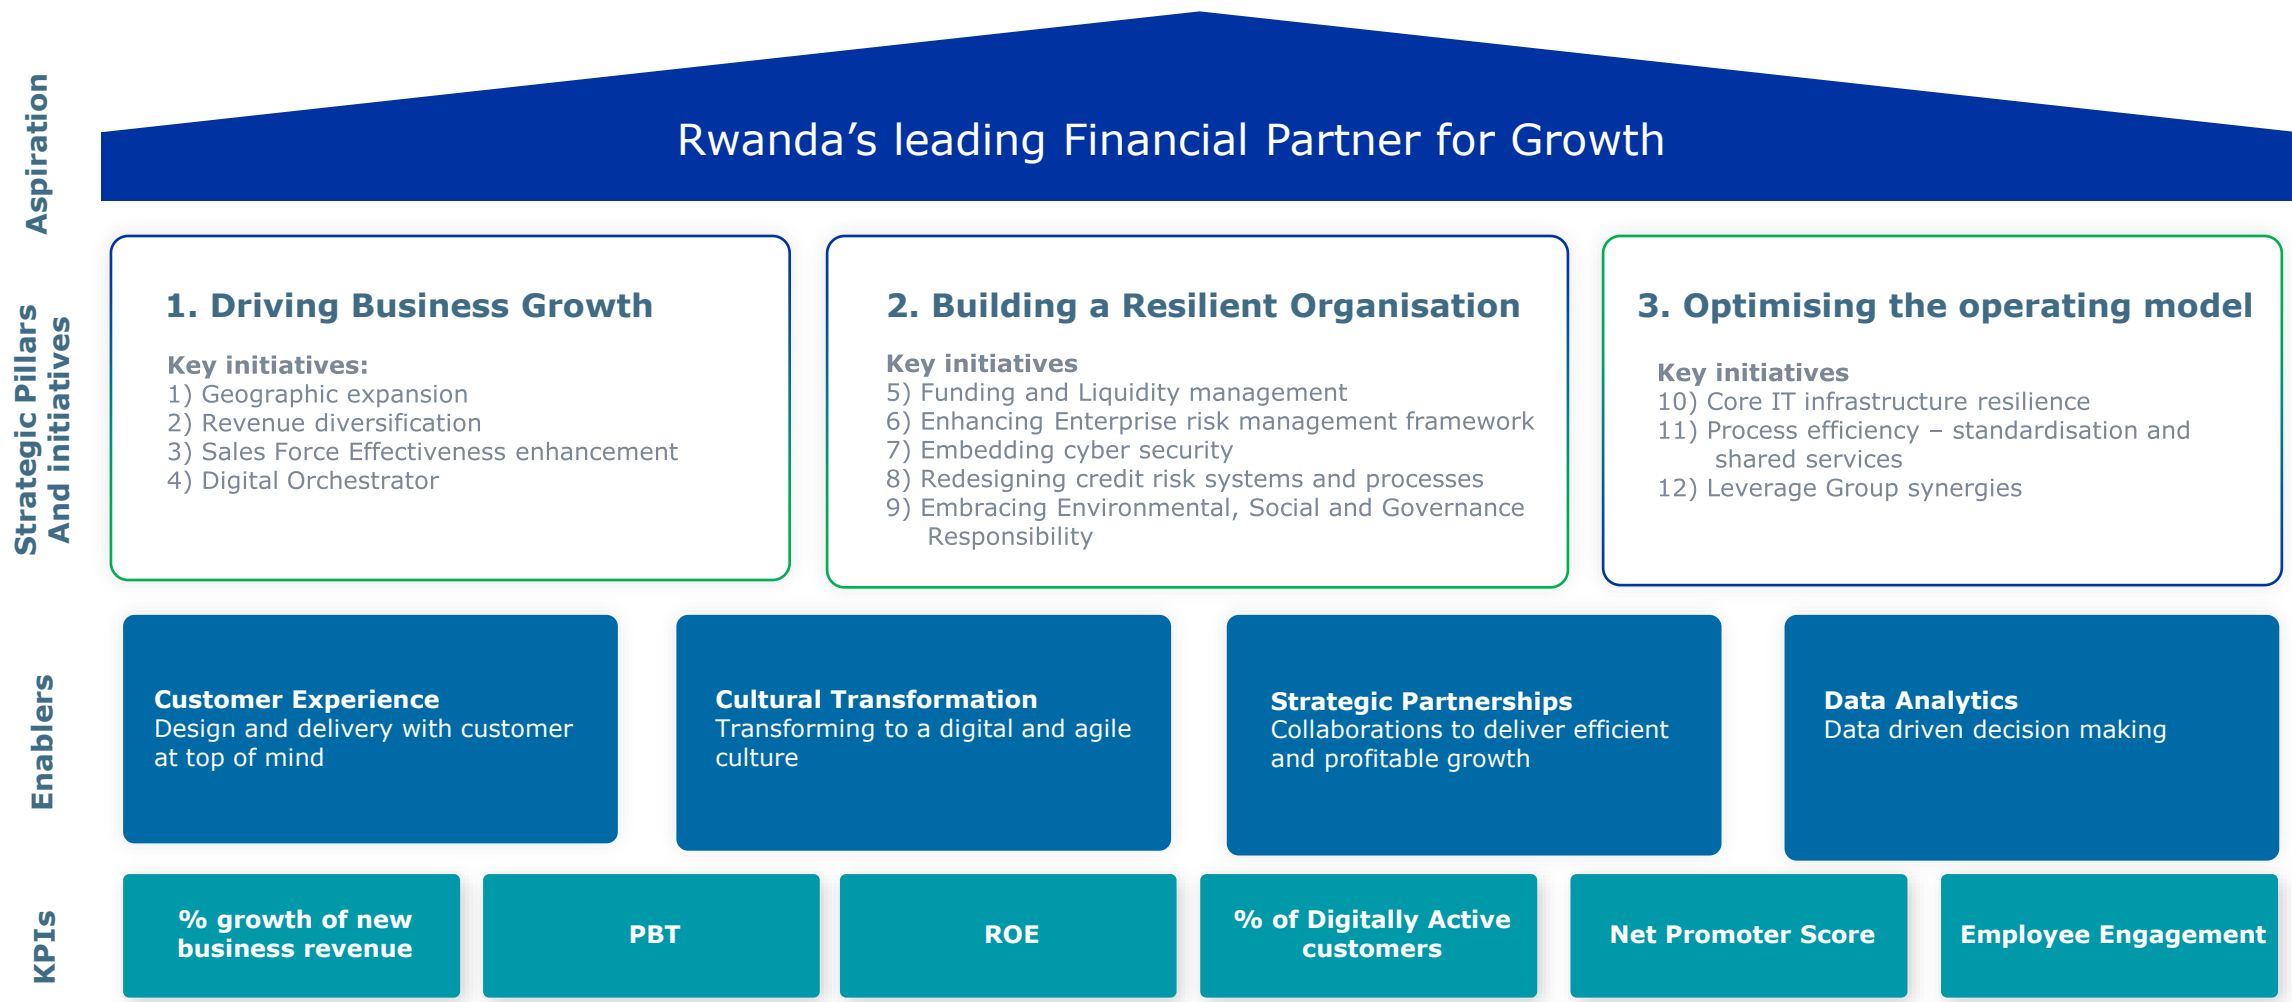 Aspiration
Rwanda’s leading Financial Partner for Growth
Strategic Pillars
And initiatives
1. Driving Business Growth
Key initiatives:
1) Geographic expansion
2) Revenue diversification
3) Sales Force Effectiveness enhancement
4) Digital Orchestrator
2. Building a Resilient Organisation
Key initiatives
5) Funding and Liquidity management
6) Enhancing Enterprise risk management framework
7) Embedding cyber security
8) Redesigning credit risk systems and processes
9) Embracing Environmental, Social and Governance
Responsibility
3. Optimising the operating model
Key initiatives
10) Core IT infrastructure resilience
11) Process efficiency – standardisation and
shared services
12) Leverage Group synergies
Enablers
Customer Experience
Design and delivery with customer
at top of mind
Cultural Transformation
Transforming to a digital and agile
culture
Strategic Partnerships
Collaborations to deliver efficient
and profitable growth
Data Analytics
Data driven decision making
KPIs
% growth of new
business revenue
PBT
ROE
% of Digitally Active
customers
Net Promoter Score
Employee Engagement